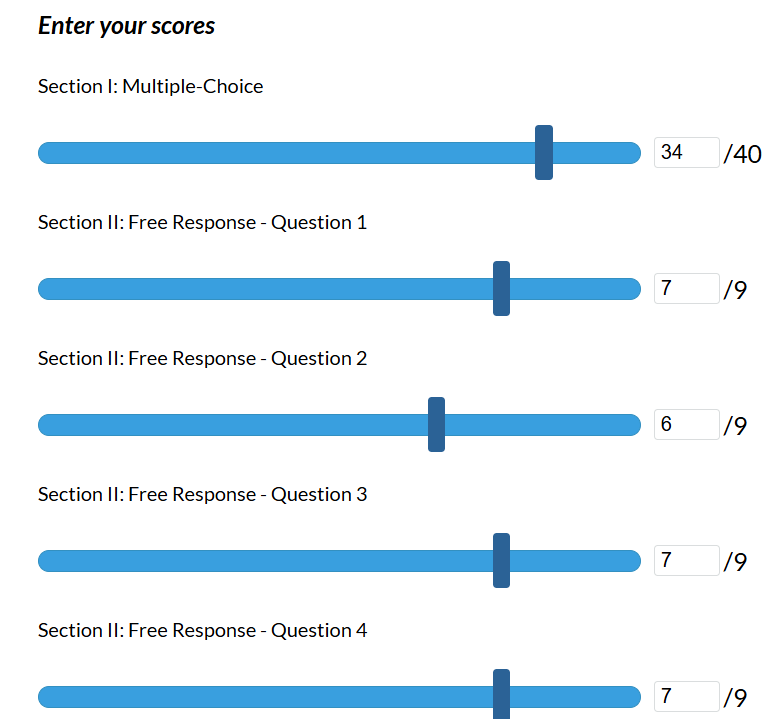 Enter your scores
Section I: Multiple-Choice
34 /40
Section II: Free Response - Question 1
7 /9
Section II: Free Response - Question 2
6 /9
Section II: Free Response - Question 3
7 /9
Section II: Free Response - Question 4
7 /9